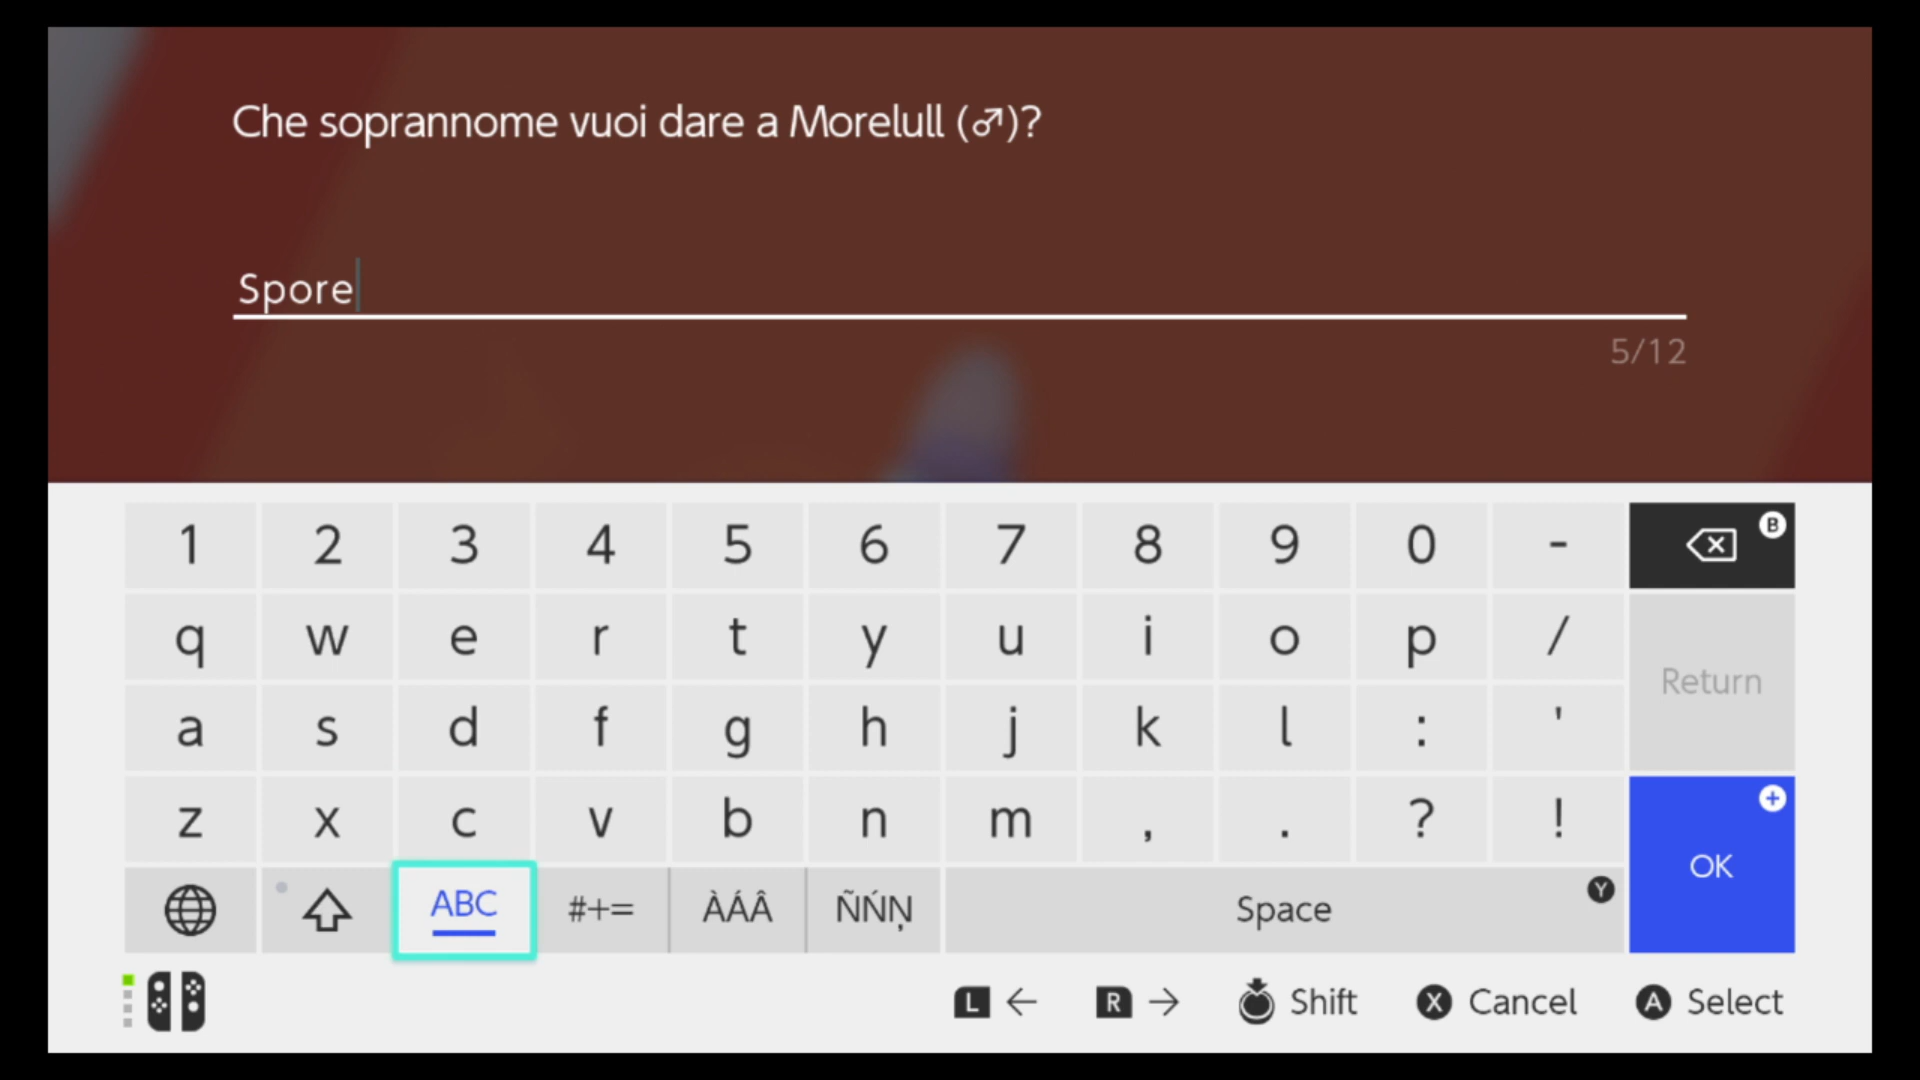 Che soprannome vuoi dare a Morelull (♂)?
Spore
5/12
1 2 3 4 5 6 7 8 9 0 - B
q w e r t y u i o p /
Return
a s d f g h j k l : '
z x c v b n m , . ? ! +
OK
ABC #+= ÀÁÂ ÑŃŅ Space Y
L ← R → Shift X Cancel A Select